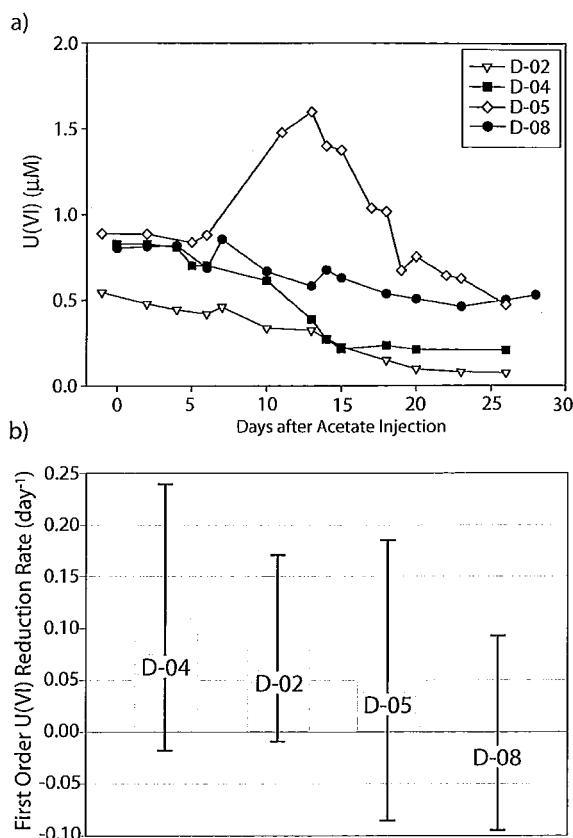 a)
2.0
1.5
1.0
0.5
0.0
U(VI) (µM)
D-02
D-04
D-05
D-08
0 5 10 15 20 25 30
Days after Acetate Injection
b)
First Order U(VI) Reduction Rate (day⁻¹)
0.25
0.20
0.15
0.10
0.05
0.00
-0.05
-0.10
D-04
D-02
D-05
D-08